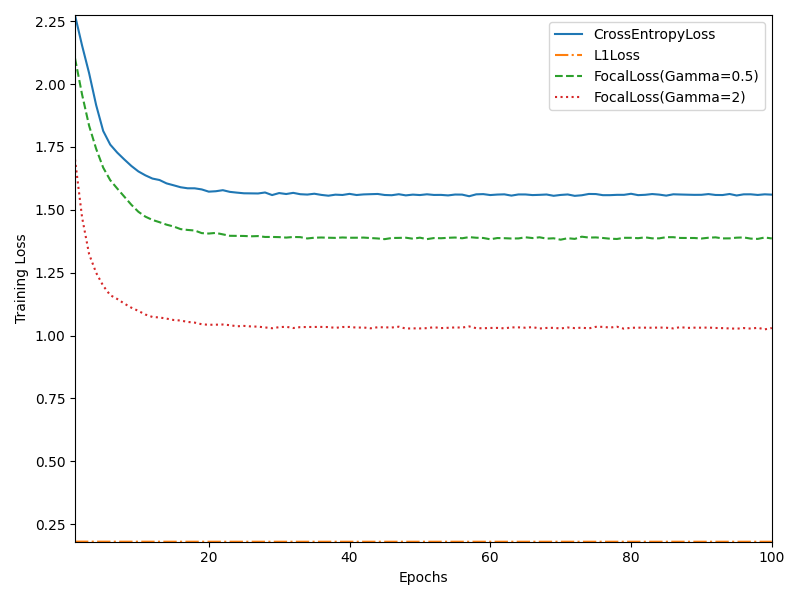 2.25
2.00
1.75
1.50
1.25
1.00
0.75
0.50
0.25
Training Loss
20
40
60
80
100
Epochs
CrossEntropyLoss
L1Loss
FocalLoss(Gamma=0.5)
FocalLoss(Gamma=2)